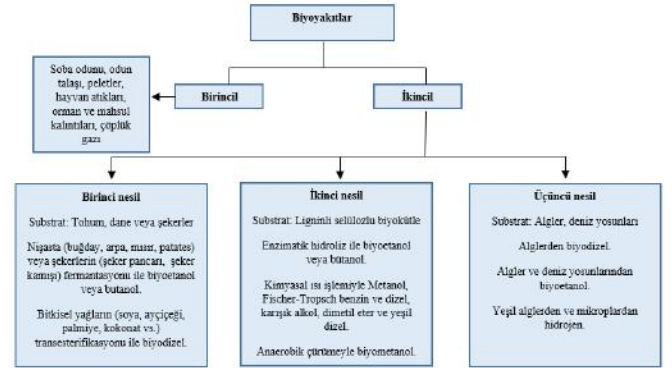 Biyoyakıtlar
Soba odunu, odun
talaşı, peletler,
hayvan atıkları,
orman ve mahsul
kalıntıları, çöplük
gazı
Birincil
İkincil
Birinci nesil
Substrat: Tohum, dane veya şekerler
Nişasta (buğday, arpa, mısır, patates)
veya şekerlerin (şeker pancarı, şeker
kamışı) fermantasyonu ile biyoetanol
veya butanol.
Bitkisel yağların (soya, ayçiçeği,
palmiye, kokonat vs.)
transesterifikasyonu ile biyodizel.
İkinci nesil
Substrat: Ligninli selülozlu biyokütle
Enzimatik hidroliz ile biyoetanol
veya bütanol.
Kimyasal ısı işlemiyle Metanol,
Fischer-Tropsch benzin ve dizel,
karışık alkol, dimetil eter ve yeşil
dizel.
Anaerobik çürümeyle biyometanol.
Üçüncü nesil
Substrat: Algler, deniz yosunları
Alglerden biyodizel.
Algler ve deniz yosunlarından
biyoetanol.
Yeşil alglerden ve mikroplardan
hidrojen.